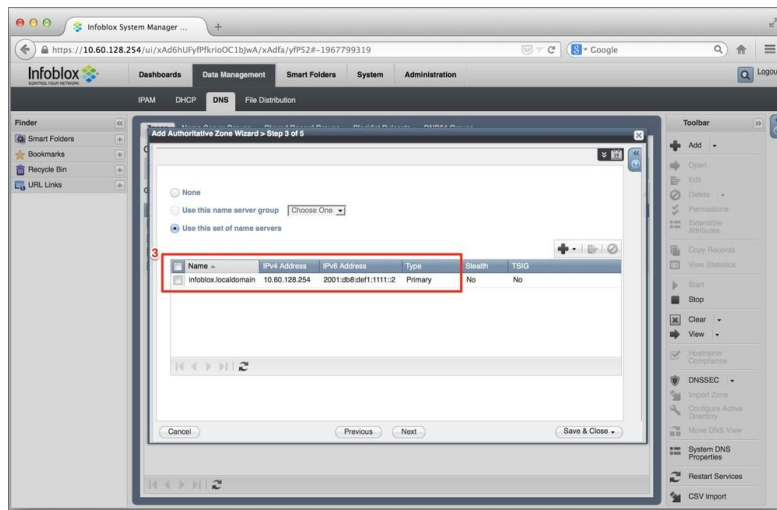 Infoblox System Manager ...
https://10.60.128.254/ui/xAd6hUFyfPfkrioOC1bjwA/xAdfa/yfP52#-1967799319
Google
Infoblox
CONTROL YOUR NETWORK
Dashboards Data Management Smart Folders System Administration
Logou
IPAM DHCP DNS File Distribution
Finder
Smart Folders
Bookmarks
Recycle Bin
URL Links
Add Authoritative Zone Wizard > Step 3 of 5
None
Use this name server group Choose One
Use this set of name servers
3
Name IPv4 Address IPv6 Address Type Stealth TSIG
infoblox.localdomain 10.60.128.254 2001:db8:def1:1111::2 Primary No No
Cancel Previous Next Save & Close
Toolbar
Add
Open
Edit
Delete
Permissions
Extensible Attributes
Copy Records
View Statistics
Start
Stop
Clear
View
Hostname Compliance
DNSSEC
Import Zone
Configure Active Directory
Move DNS View
System DNS Properties
Restart Services
CSV Import